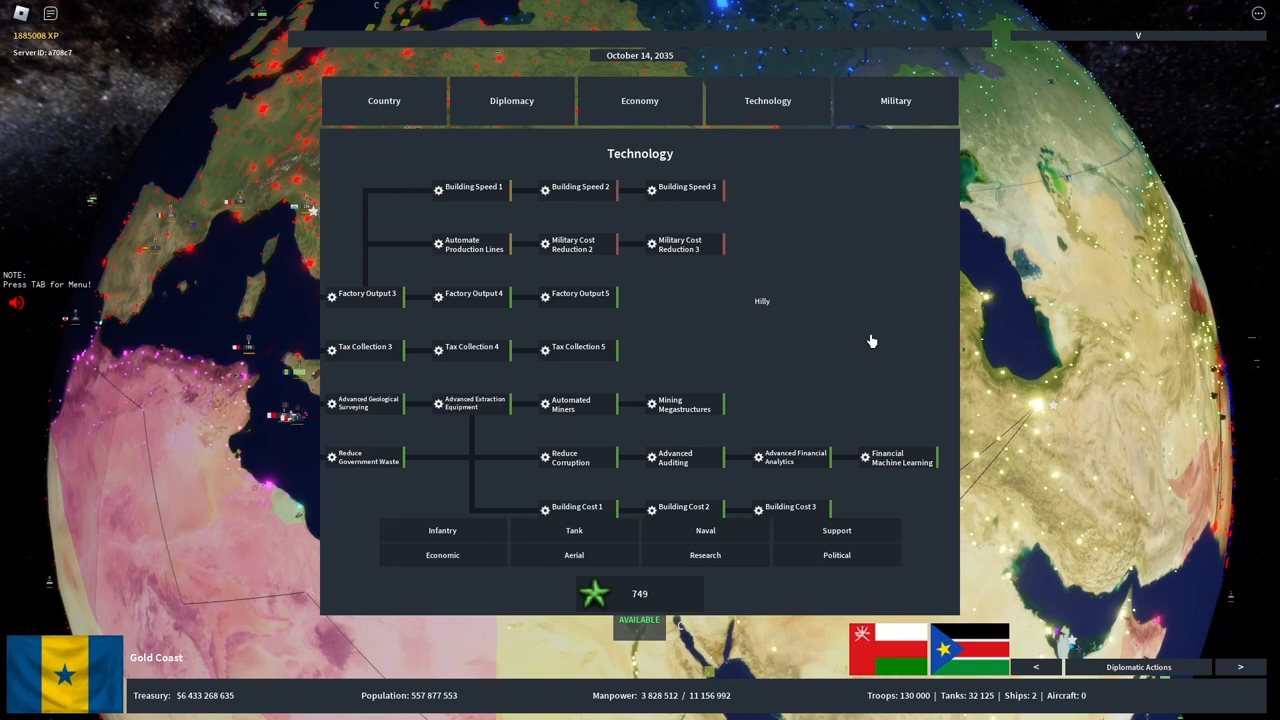 C
1885008 XP
Server ID: a708c7
V
October 14, 2035
Country
Diplomacy
Economy
Technology
Military
Technology
Building Speed 1
Building Speed 2
Building Speed 3
Automate
Production Lines
Military Cost
Reduction 2
Military Cost
Reduction 3
NOTE:
Press TAB for Menu!
Factory Output 3
Factory Output 4
Factory Output 5
Hilly
Tax Collection 3
Tax Collection 4
Tax Collection 5
Advanced Geological
Surveying
Advanced Extraction
Equipment
Automated
Miners
Mining
Megastructures
Reduce
Government Waste
Reduce
Corruption
Advanced
Auditing
Advanced Financial
Analytics
Financial
Machine Learning
Building Cost 1
Building Cost 2
Building Cost 3
Infantry
Tank
Naval
Support
Economic
Aerial
Research
Political
749
AVAILABLE
C
Gold Coast
<
Diplomatic Actions
>
Treasury: $6 433 268 635
Population: 557 877 553
Manpower: 3 828 512 / 11 156 992
Troops: 130 000 | Tanks: 32 125 | Ships: 2 | Aircraft: 0